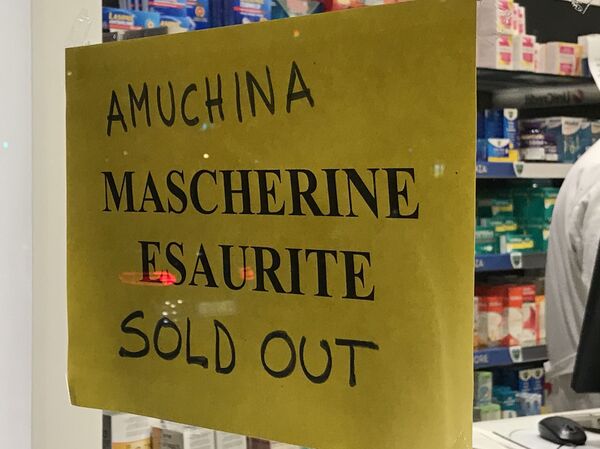 AMUCHINA
MASCHERINE
ESAURITE
SOLD OUT